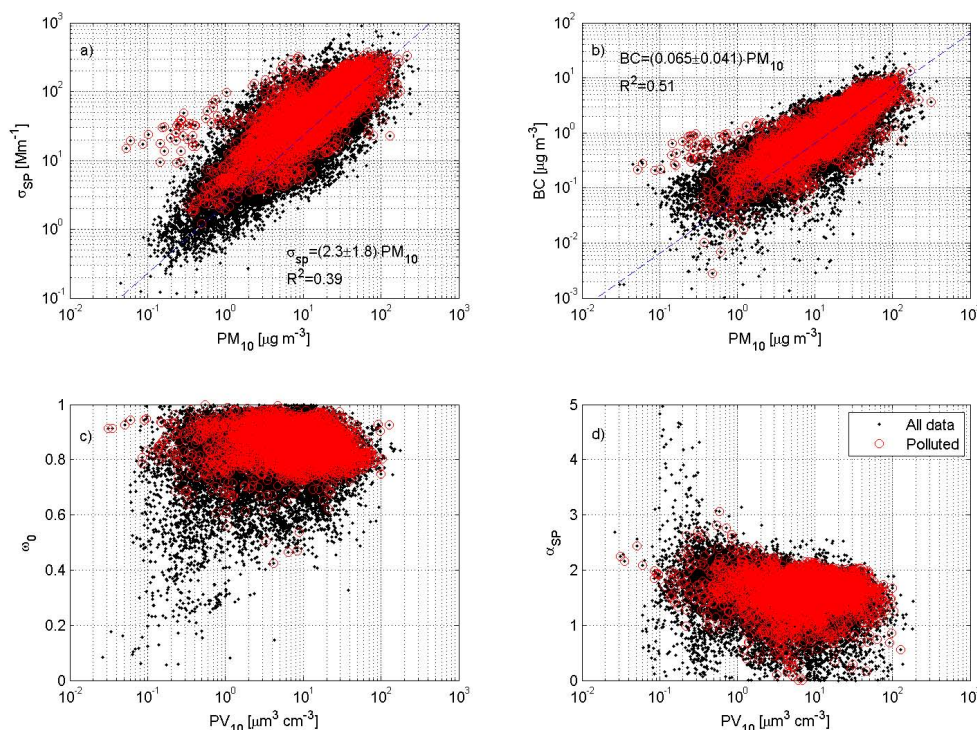 10³
10²
10¹
10⁰
10⁻¹
a)
σSP [Mm⁻¹]
σsp=(2.3±1.8)·PM10
R²=0.39
10⁻² 10⁻¹ 10⁰ 10¹ 10² 10³
PM10 [µg m⁻³]
10²
10¹
10⁰
10⁻¹
10⁻²
10⁻³
b)
BC=(0.065±0.041)·PM10
R²=0.51
BC [µg m⁻³]
10⁻² 10⁻¹ 10⁰ 10¹ 10² 10
PM10 [µg m⁻³]
1
0.8
0.6
0.4
0.2
0
c)
ω0
10⁻² 10⁻¹ 10⁰ 10¹ 10² 10³
PV10 [µm³ cm⁻³]
5
4
3
2
1
0
d)
All data
Polluted
αSP
10⁻² 10⁻¹ 10⁰ 10¹ 10² 10
PV10 [µm³ cm⁻³]